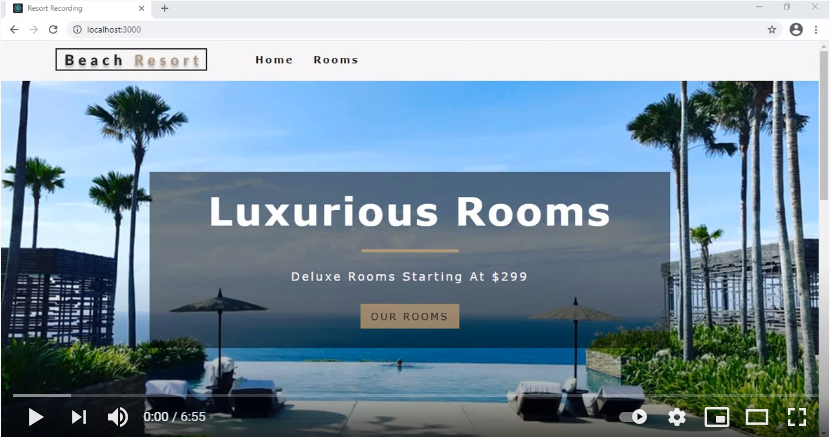 Resort Recording
localhost:3000
Beach Resort
Home Rooms
Luxurious Rooms
Deluxe Rooms Starting At $299
OUR ROOMS
0:00 / 6:55